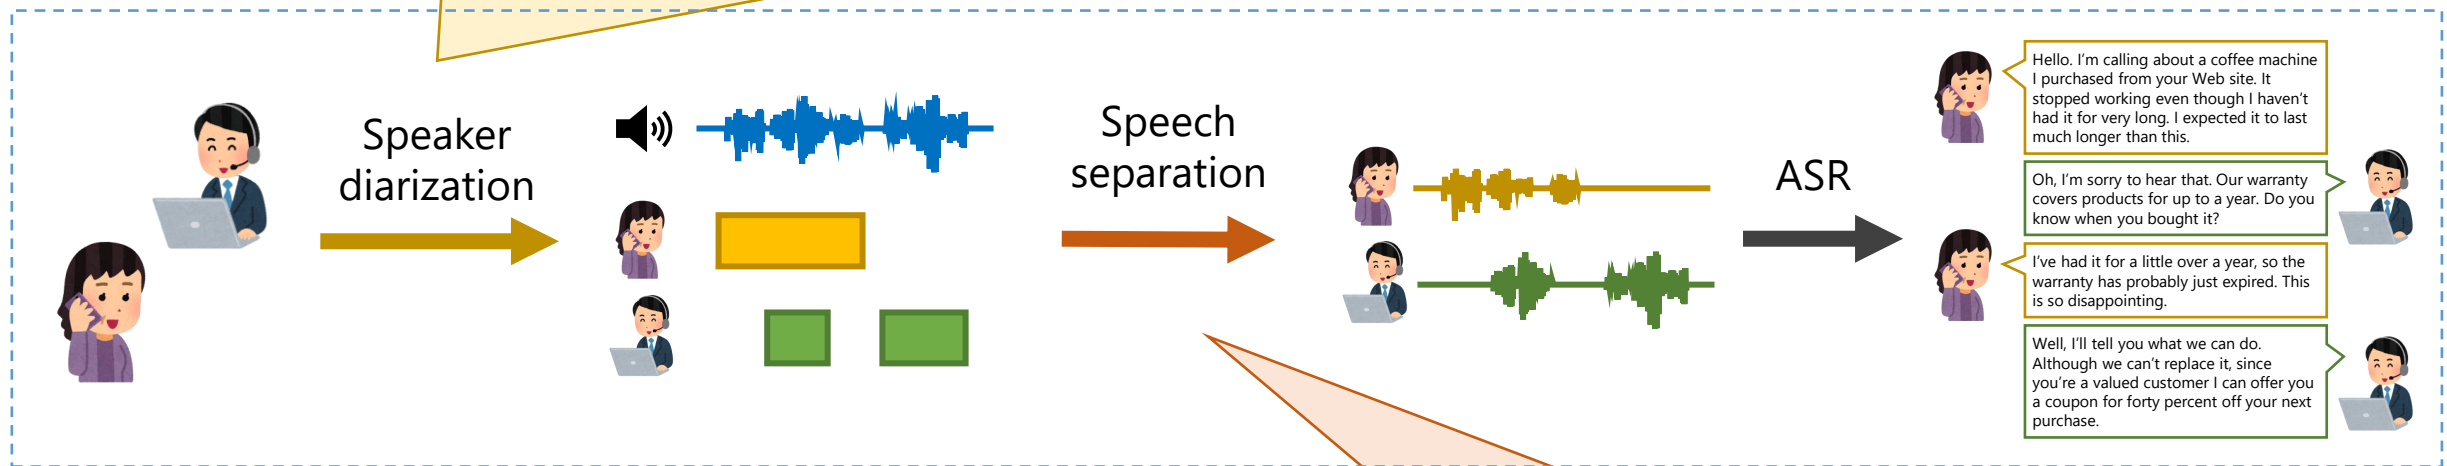 Speaker
diarization
Speech
separation
ASR
Hello. I'm calling about a coffee machine
I purchased from your Web site. It
stopped working even though I haven't
had it for very long. I expected it to last
much longer than this.
Oh, I'm sorry to hear that. Our warranty
covers products for up to a year. Do you
know when you bought it?
I've had it for a little over a year, so the
warranty has probably just expired. This
is so disappointing.
Well, I'll tell you what we can do.
Although we can't replace it, since
you're a valued customer I can offer you
a coupon for forty percent off your next
purchase.